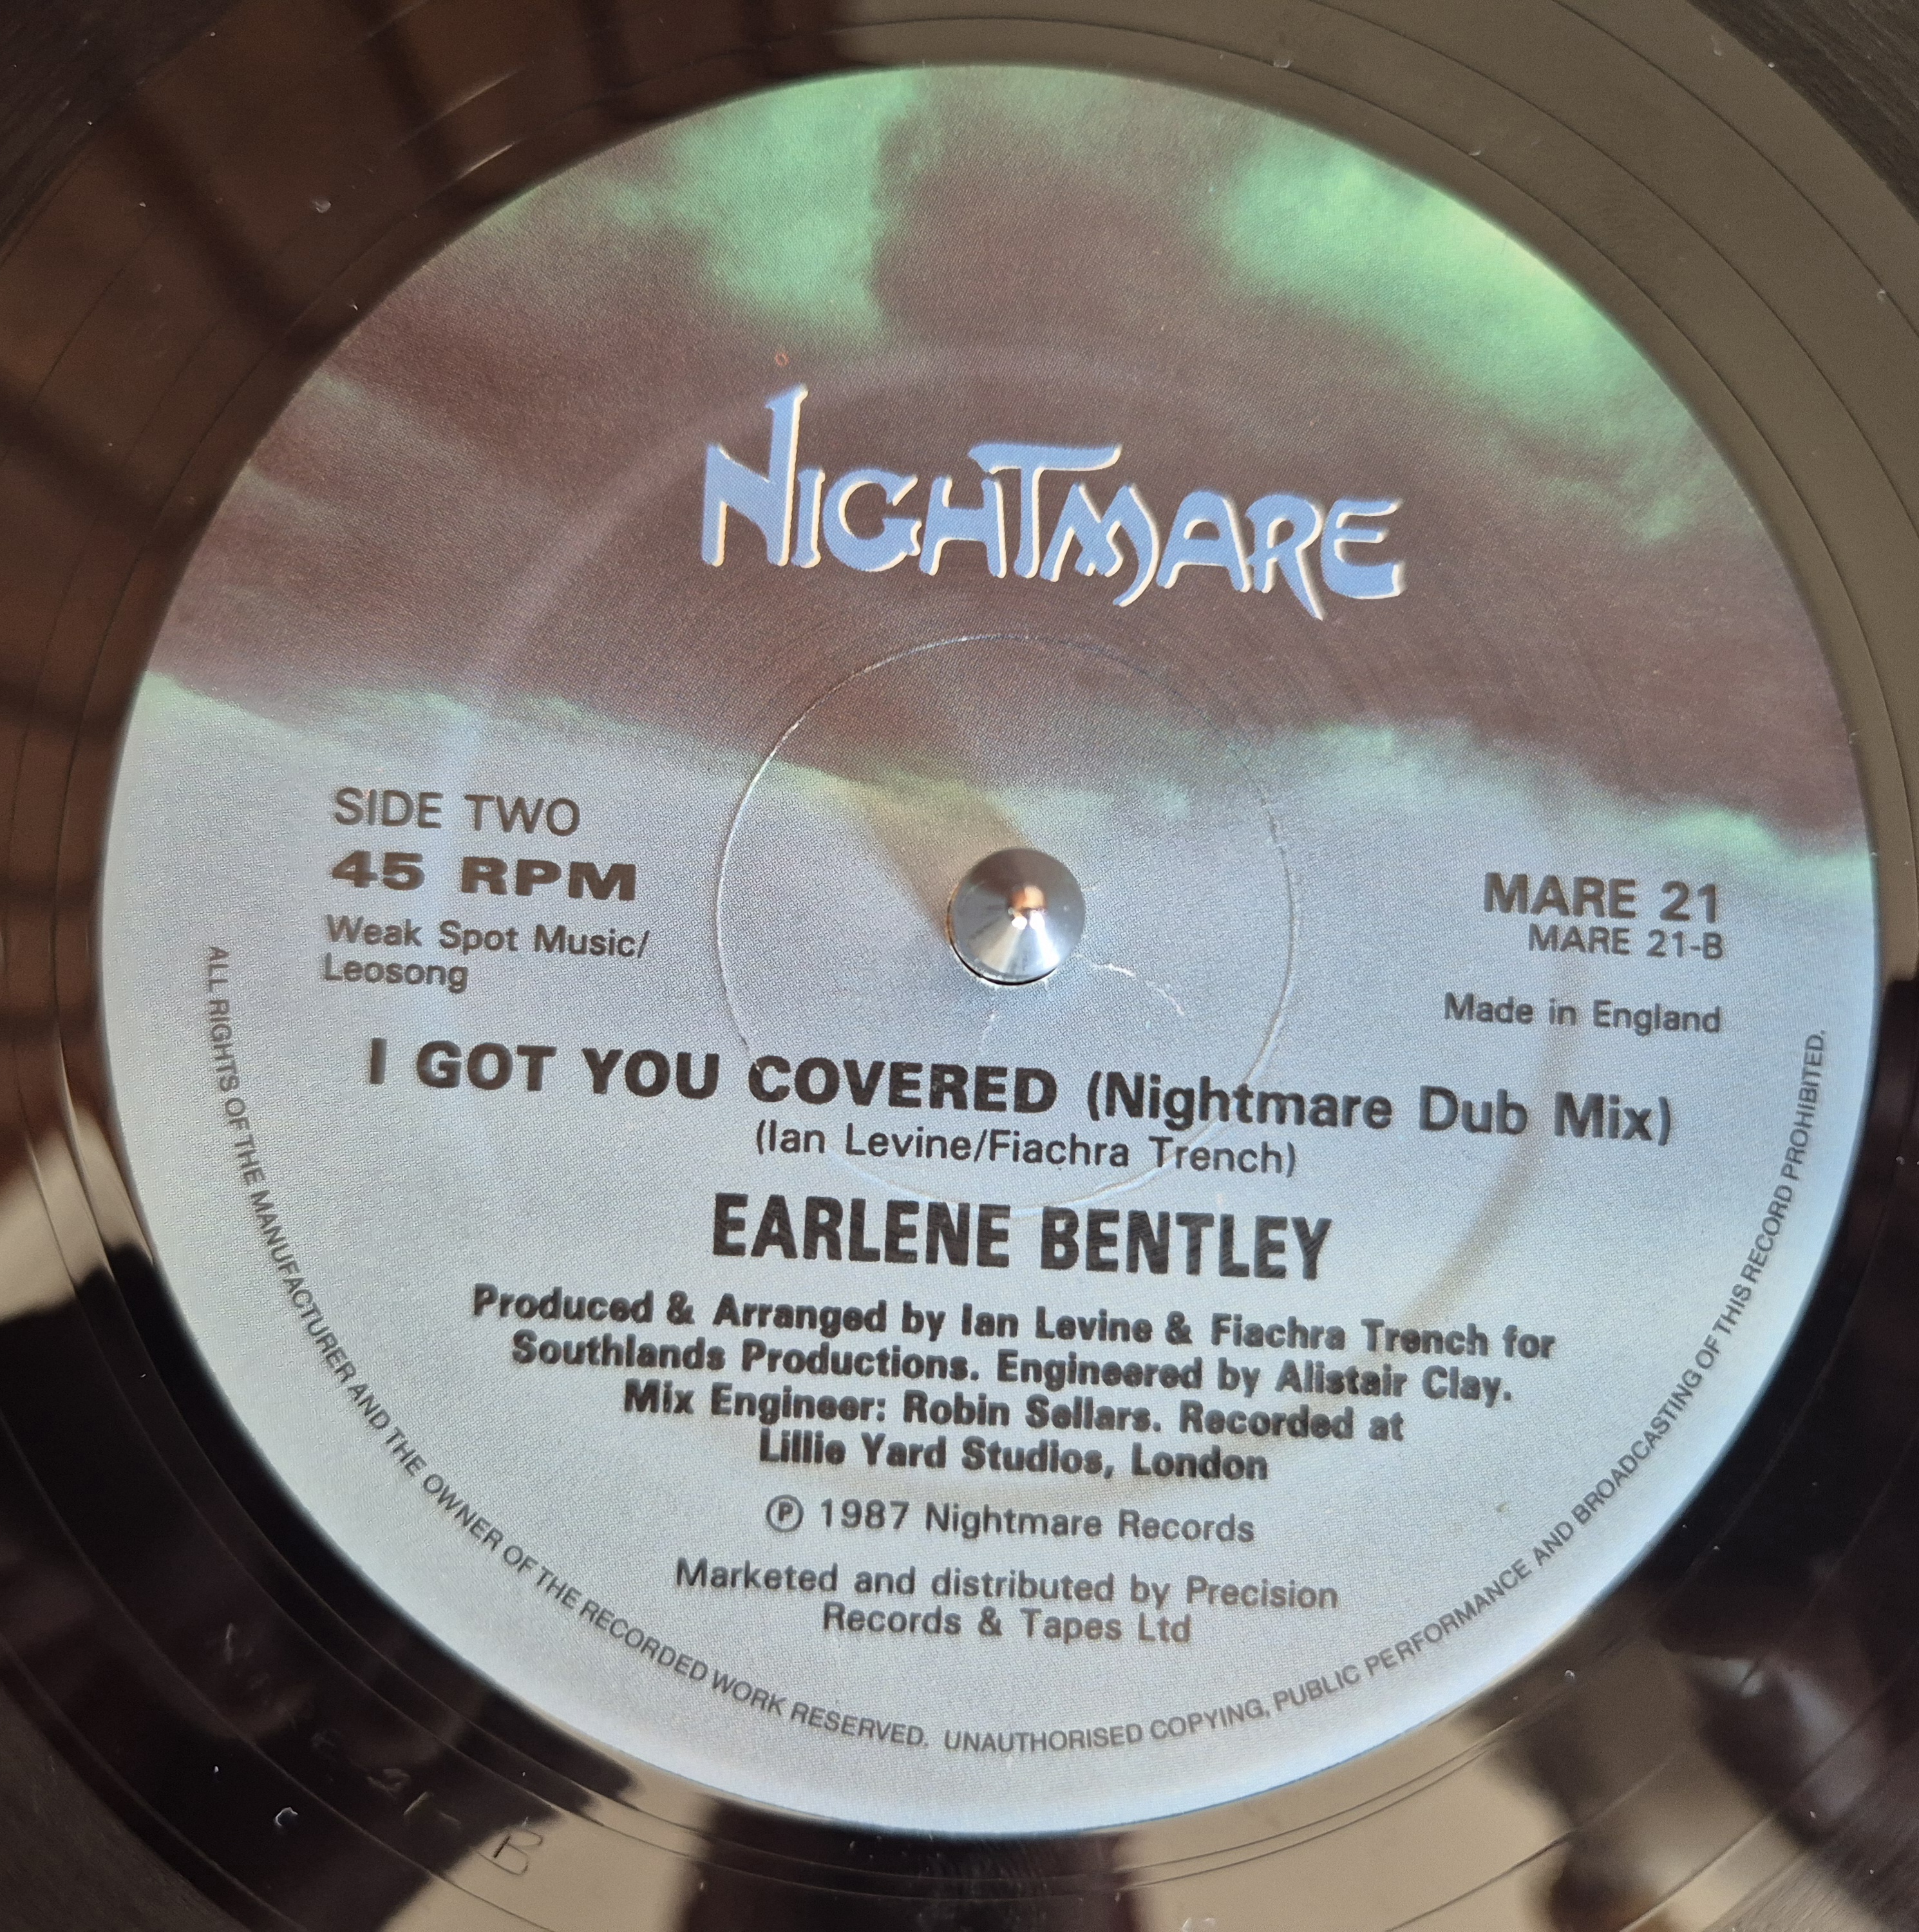 NIGHTMARE
SIDE TWO
45 RPM
Weak Spot Music/
Leosong
MARE 21
MARE 21-B
Made in England
I GOT YOU COVERED (Nightmare Dub Mix)
(Ian Levine/Fiachra Trench)
EARLENE BENTLEY
Produced & Arranged by Ian Levine & Fiachra Trench for
Southlands Productions. Engineered by Alistair Clay.
Mix Engineer: Robin Sellars. Recorded at
Lillie Yard Studios, London
Ⓟ 1987 Nightmare Records
Marketed and distributed by Precision
Records & Tapes Ltd
ALL RIGHTS OF THE MANUFACTURER AND THE OWNER OF THE RECORDED WORK RESERVED. UNAUTHORISED COPYING, PUBLIC PERFORMANCE AND BROADCASTING OF THIS RECORD PROHIBITED.